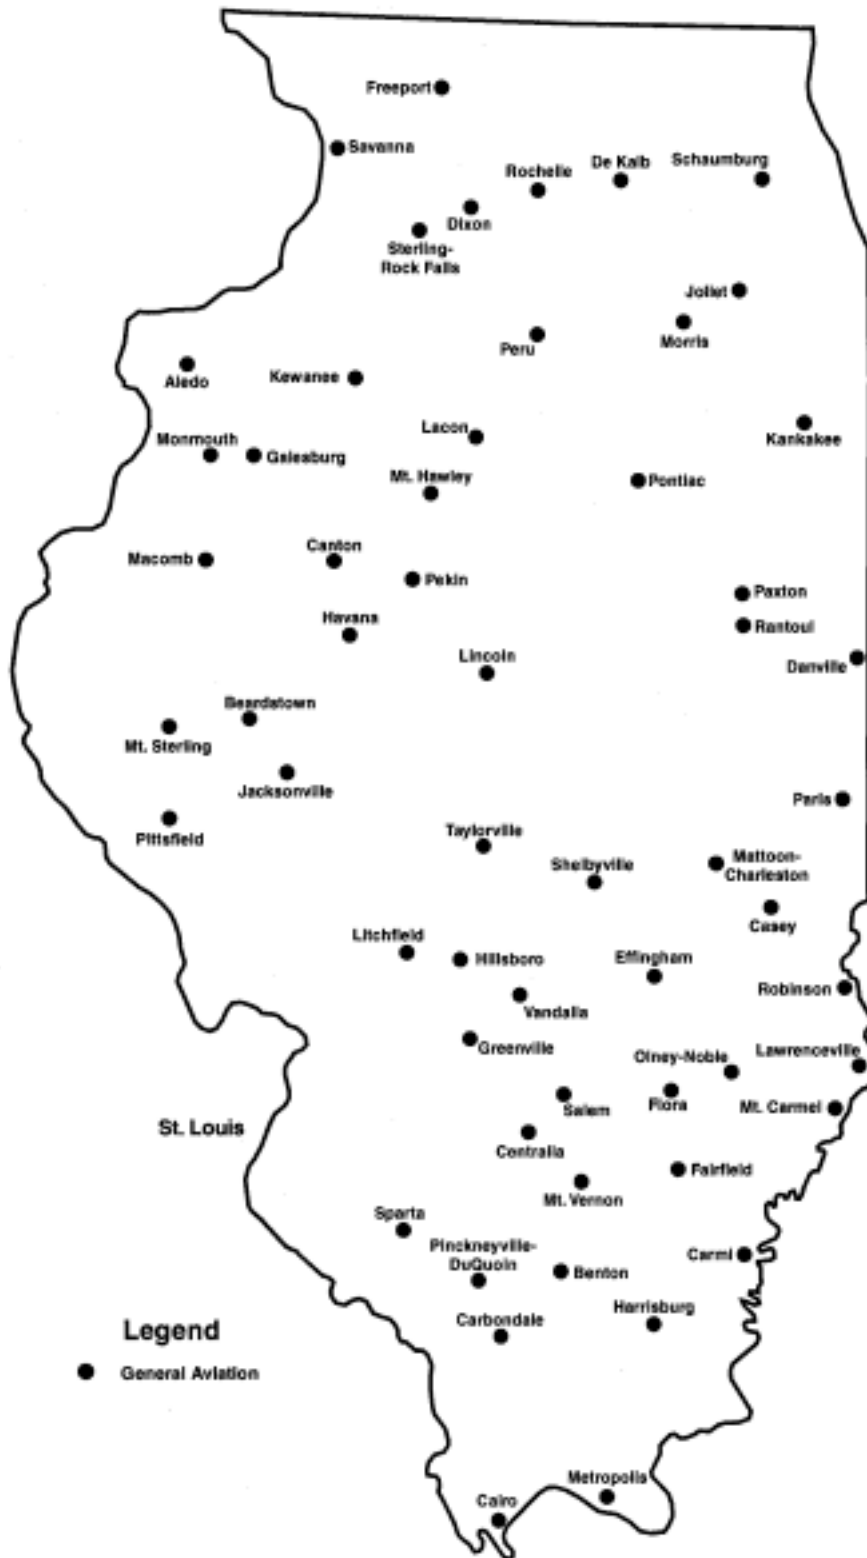 Freeport
Savanna
Rochelle
De Kalb
Schaumburg
Dixon
Sterling-
Rock Falls
Joliet
Morris
Peru
Aledo
Kewanee
Lacon
Kankakee
Monmouth
Galesburg
Mt. Hawley
Pontiac
Macomb
Canton
Pekin
Paxton
Havana
Rantoul
Lincoln
Danville
Beardstown
Mt. Sterling
Jacksonville
Paris
Pittsfield
Taylorville
Shelbyville
Mattoon-
Charleston
Casey
Litchfield
Hillsboro
Effingham
Robinson
Vandalia
Greenville
Olney-Noble
Lawrenceville
Salem
Flora
Mt. Carmel
St. Louis
Centralia
Fairfield
Mt. Vernon
Sparta
Pinckneyville-
DuQuoin
Benton
Carmi
Carbondale
Harrisburg
Legend
General Aviation
Metropolis
Cairo